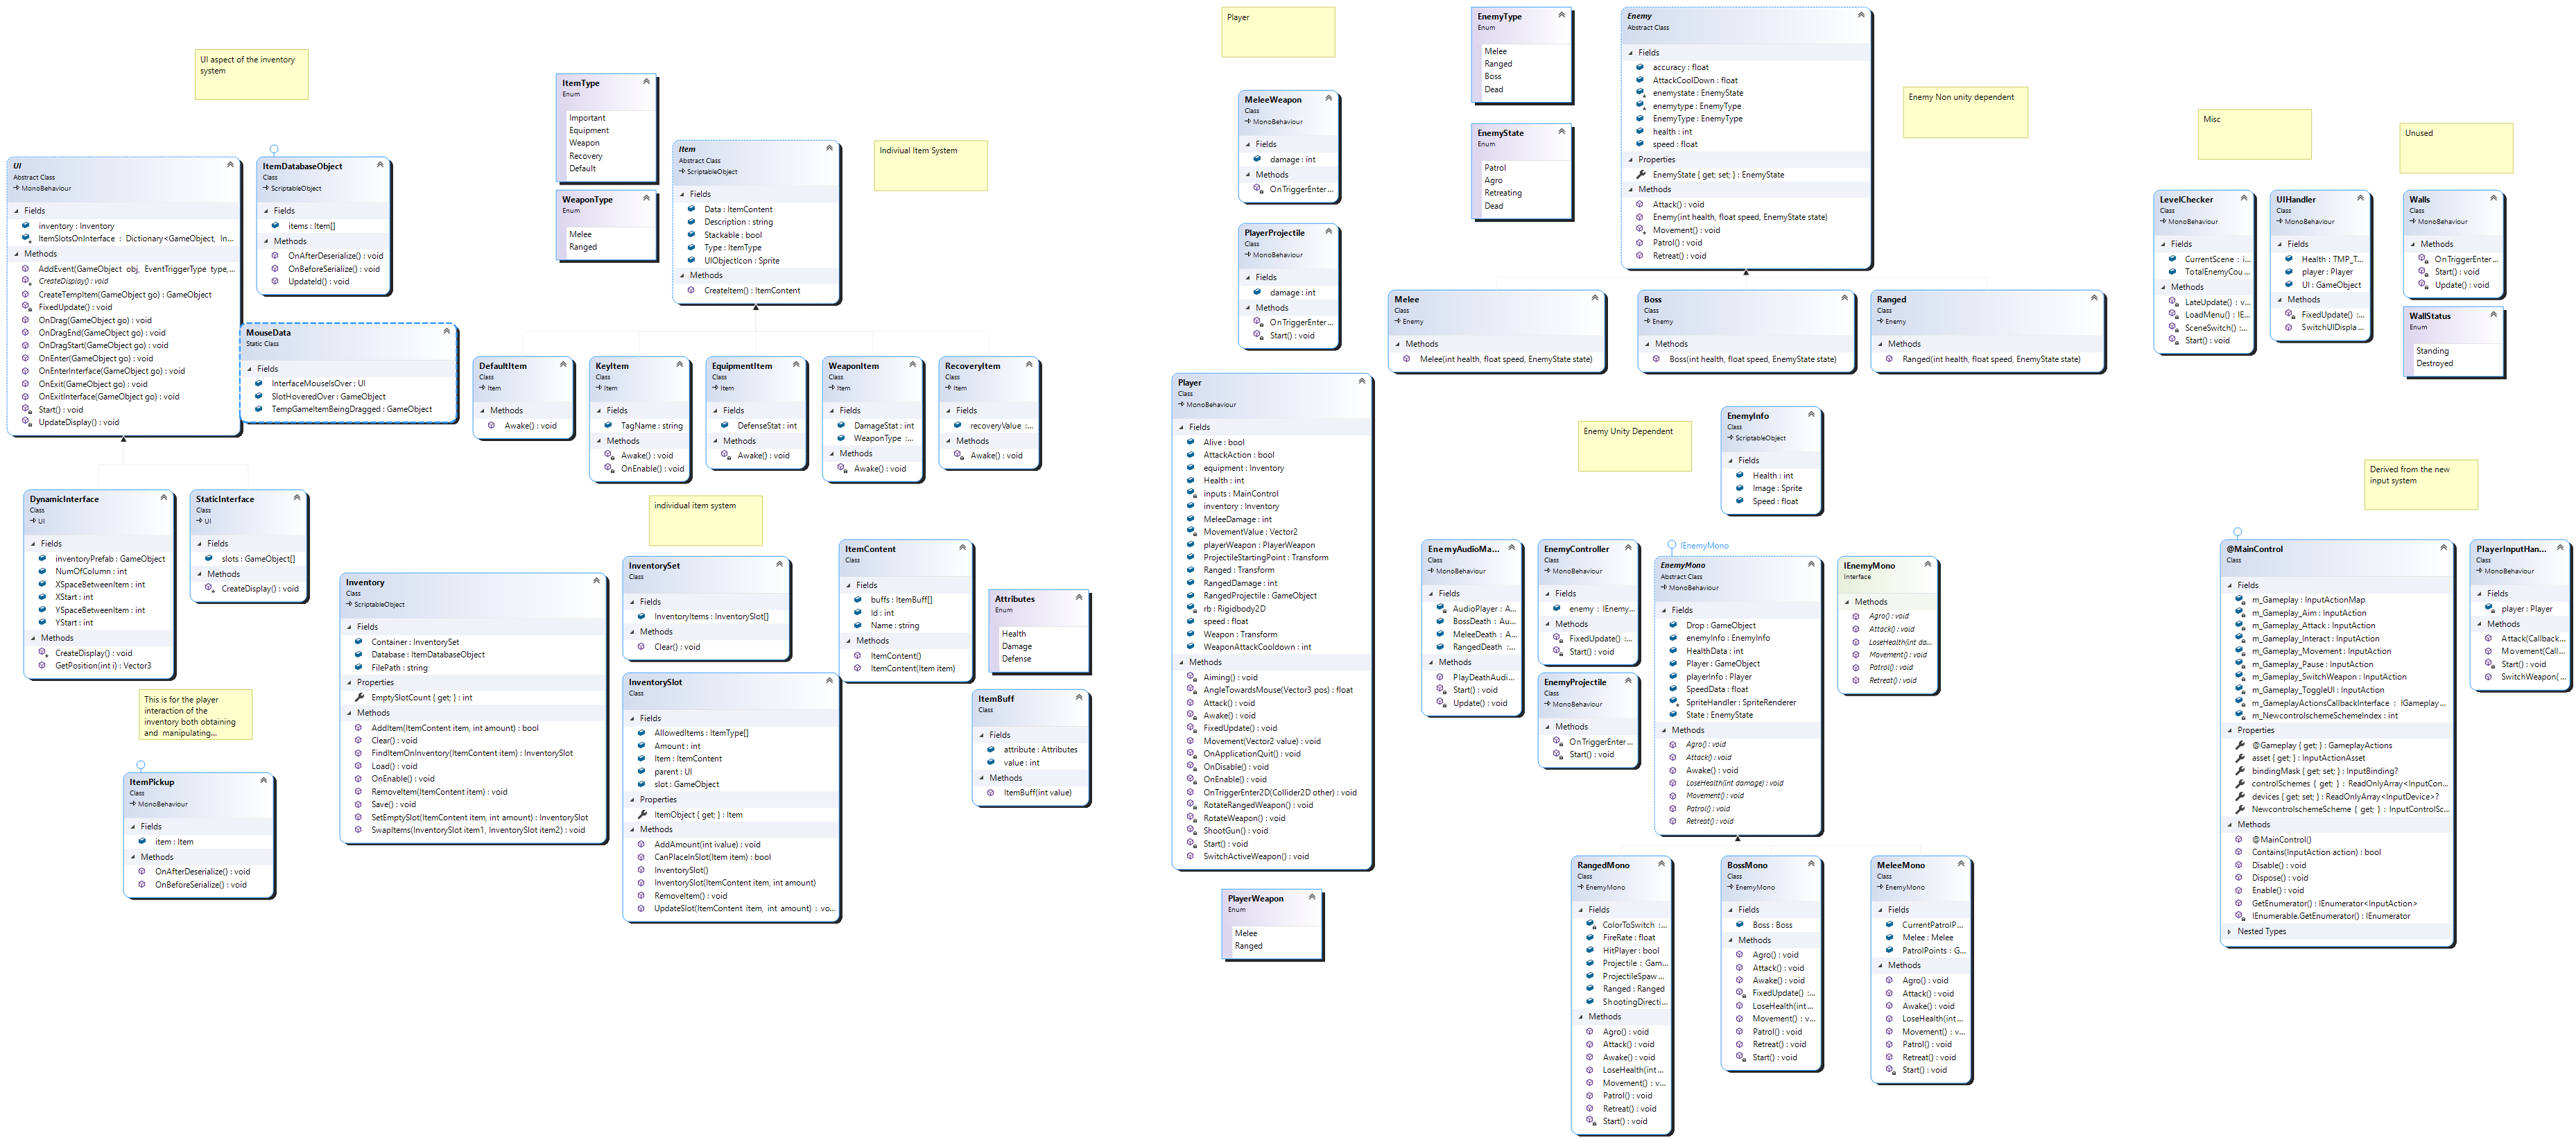 UI aspect of the inventory
system
UI
Abstract Class
MonoBehaviour
Fields
inventory : Inventory
ItemSlotsOnInterface : Dictionary<GameObject, In...
Methods
AddEvent(GameObject obj, EventTriggerType type,...
CreateDisplay() : void
CreateTempItem(GameObject go) : GameObject
FixedUpdate() : void
OnDrag(GameObject go) : void
OnDragEnd(GameObject go) : void
OnDragStart(GameObject go) : void
OnEnter(GameObject go) : void
OnEnterInterface(GameObject go) : void
OnExit(GameObject go) : void
OnExitInterface(GameObject go) : void
Start() : void
UpdateDisplay() : void
ItemDatabaseObject
Class
ScriptableObject
Fields
items : Item[]
Methods
OnAfterDeserialize() : void
OnBeforeSerialize() : void
UpdateId() : void
MouseData
Static Class
Fields
InterfaceMouseIsOver : UI
SlotHoveredOver : GameObject
TempGameItemBeingDragged : GameObject
DynamicInterface
Class
UI
Fields
inventoryPrefab : GameObject
NumOfColumn : int
XSpaceBetweenItem : int
XStart : int
YSpaceBetweenItem : int
YStart : int
Methods
CreateDisplay() : void
GetPosition(int i) : Vector3
StaticInterface
Class
UI
Fields
slots : GameObject[]
Methods
CreateDisplay() : void
This is for the player
interaction of the
inventory both obtaining
and manipulating...
ItemPickup
Class
MonoBehaviour
Fields
item : Item
Methods
OnAfterDeserialize() : void
OnBeforeSerialize() : void
ItemType
Enum
Important
Equipment
Weapon
Recovery
Default
WeaponType
Enum
Melee
Ranged
Item
Abstract Class
ScriptableObject
Fields
Data : ItemContent
Description : string
Stackable : bool
Type : ItemType
UIObjectIcon : Sprite
Methods
CreateItem() : ItemContent
Indiviual Item System
DefaultItem
Class
Item
Methods
Awake() : void
KeyItem
Class
Item
Fields
TagName : string
Methods
Awake() : void
OnEnable() : void
EquipmentItem
Class
Item
Fields
DefenseStat : int
Methods
Awake() : void
WeaponItem
Class
Item
Fields
DamageStat : int
WeaponType :...
Methods
Awake() : void
RecoveryItem
Class
Item
Fields
recoveryValue :...
Methods
Awake() : void
individual item system
Inventory
Class
ScriptableObject
Fields
Container : InventorySet
Database : ItemDatabaseObject
FilePath : string
Properties
EmptySlotCount { get; } : int
Methods
AddItem(ItemContent item, int amount) : bool
Clear() : void
FindItemOnInventory(ItemContent item) : InventorySlot
Load() : void
OnEnable() : void
RemoveItem(ItemContent item) : void
Save() : void
SetEmptySlot(ItemContent item, int amount) : InventorySlot
SwapItems(InventorySlot item1, InventorySlot item2) : void
InventorySet
Class
Fields
InventoryItems : InventorySlot[]
Methods
Clear() : void
InventorySlot
Class
Fields
AllowedItems : ItemType[]
Amount : int
Item : ItemContent
parent : UI
slot : GameObject
Properties
ItemObject { get; } : Item
Methods
AddAmount(int ivalue) : void
CanPlaceInSlot(Item item) : bool
InventorySlot()
InventorySlot(ItemContent item, int amount)
RemoveItem() : void
UpdateSlot(ItemContent item, int amount) : vo...
ItemContent
Class
Fields
buffs : ItemBuff[]
Id : int
Name : string
Methods
ItemContent()
ItemContent(Item item)
Attributes
Enum
Health
Damage
Defense
ItemBuff
Class
Fields
attribute : Attributes
value : int
Methods
ItemBuff(int value)
Player
MeleeWeapon
Class
MonoBehaviour
Fields
damage : int
Methods
OnTriggerEnter...
PlayerProjectile
Class
MonoBehaviour
Fields
damage : int
Methods
OnTriggerEnter...
Start() : void
Player
Class
MonoBehaviour
Fields
Alive : bool
AttackAction : bool
equipment : Inventory
Health : int
inputs : MainControl
inventory : Inventory
MeleeDamage : int
MovementValue : Vector2
playerWeapon : PlayerWeapon
ProjectileStartingPoint : Transform
Ranged : Transform
RangedDamage : int
RangedProjectile : GameObject
rb : Rigidbody2D
speed : float
Weapon : Transform
WeaponAttackCooldown : int
Methods
Aiming() : void
AngleTowardsMouse(Vector3 pos) : float
Attack() : void
Awake() : void
FixedUpdate() : void
Movement(Vector2 value) : void
OnApplicationQuit() : void
OnDisable() : void
OnEnable() : void
OnTriggerEnter2D(Collider2D other) : void
RotateRangedWeapon() : void
RotateWeapon() : void
ShootGun() : void
Start() : void
SwitchActiveWeapon() : void
PlayerWeapon
Enum
Melee
Ranged
EnemyType
Enum
Melee
Ranged
Boss
Dead
EnemyState
Enum
Patrol
Agro
Retreating
Dead
Enemy
Abstract Class
Fields
accuracy : float
AttackCoolDown : float
enemystate : EnemyState
enemytype : EnemyType
EnemyType : EnemyType
health : int
speed : float
Properties
EnemyState { get; set; } : EnemyState
Methods
Attack() : void
Enemy(int health, float speed, EnemyState state)
Movement() : void
Patrol() : void
Retreat() : void
Enemy Non unity dependent
Melee
Class
Enemy
Methods
Melee(int health, float speed, EnemyState state)
Boss
Class
Enemy
Methods
Boss(int health, float speed, EnemyState state)
Ranged
Class
Enemy
Methods
Ranged(int health, float speed, EnemyState state)
Enemy Unity Dependent
EnemyInfo
Class
ScriptableObject
Fields
Health : int
Image : Sprite
Speed : float
EnemyAudioMa...
Class
MonoBehaviour
Fields
AudioPlayer : A...
BossDeath : Au...
MeleeDeath : A...
RangedDeath :...
Methods
PlayDeathAudi...
Start() : void
Update() : void
EnemyController
Class
MonoBehaviour
Fields
enemy : IEnemy...
Methods
FixedUpdate() :...
Start() : void
EnemyProjectile
Class
MonoBehaviour
Methods
OnTriggerEnter...
Start() : void
IEnemyMono
EnemyMono
Abstract Class
MonoBehaviour
Fields
Drop : GameObject
enemyInfo : EnemyInfo
HealthData : int
Player : GameObject
playerInfo : Player
SpeedData : float
SpriteHandler : SpriteRenderer
State : EnemyState
Methods
Agro() : void
Attack() : void
Awake() : void
LoseHealth(int damage) : void
Movement() : void
Patrol() : void
Retreat() : void
IEnemyMono
Interface
Methods
Agro() : void
Attack() : void
LoseHealth(int da...
Movement() : void
Patrol() : void
Retreat() : void
RangedMono
Class
EnemyMono
Fields
ColorToSwitch :...
FireRate : float
HitPlayer : bool
Projectile : Gam...
ProjectileSpaw...
Ranged : Ranged
ShootingDirecti...
Methods
Agro() : void
Attack() : void
Awake() : void
LoseHealth(int...
Movement() : v...
Patrol() : void
Retreat() : void
Start() : void
BossMono
Class
EnemyMono
Fields
Boss : Boss
Methods
Agro() : void
Attack() : void
Awake() : void
FixedUpdate() :...
LoseHealth(int...
Movement() : v...
Patrol() : void
Retreat() : void
Start() : void
MeleeMono
Class
EnemyMono
Fields
CurrentPatrolP...
Melee : Melee
PatrolPoints : G...
Methods
Agro() : void
Attack() : void
Awake() : void
LoseHealth(int...
Movement() : v...
Patrol() : void
Retreat() : void
Start() : void
Misc
LevelChecker
Class
MonoBehaviour
Fields
CurrentScene : i...
TotalEnemyCou...
Methods
LateUpdate() : v...
LoadMenu() : IE...
SceneSwitch() :...
Start() : void
UIHandler
Class
MonoBehaviour
Fields
Health : TMP_T...
player : Player
UI : GameObject
Methods
FixedUpdate() :...
SwitchUIDispla...
Unused
Walls
Class
MonoBehaviour
Methods
OnTriggerEnter...
Start() : void
Update() : void
WallStatus
Enum
Standing
Destroyed
Derived from the new
input system
@MainControl
Class
Fields
m_Gameplay : InputActionMap
m_Gameplay_Aim : InputAction
m_Gameplay_Attack : InputAction
m_Gameplay_Interact : InputAction
m_Gameplay_Movement : InputAction
m_Gameplay_Pause : InputAction
m_Gameplay_SwitchWeapon : InputAction
m_Gameplay_ToggleUI : InputAction
m_GameplayActionsCallbackInterface : IGameplay...
m_NewcontrolschemeSchemeIndex : int
Properties
@Gameplay { get; } : GameplayActions
asset { get; } : InputActionAsset
bindingMask { get; set; } : InputBinding?
controlSchemes { get; } : ReadOnlyArray<InputCon...
devices { get; set; } : ReadOnlyArray<InputDevice>?
NewcontrolschemeScheme { get; } : InputControlSc...
Methods
@MainControl()
Contains(InputAction action) : bool
Disable() : void
Dispose() : void
Enable() : void
GetEnumerator() : IEnumerator<InputAction>
IEnumerable.GetEnumerator() : IEnumerator
Nested Types
PlayerInputHan...
Class
MonoBehaviour
Fields
player : Player
Methods
Attack(Callback...
Movement(Call...
Start() : void
SwitchWeapon(...